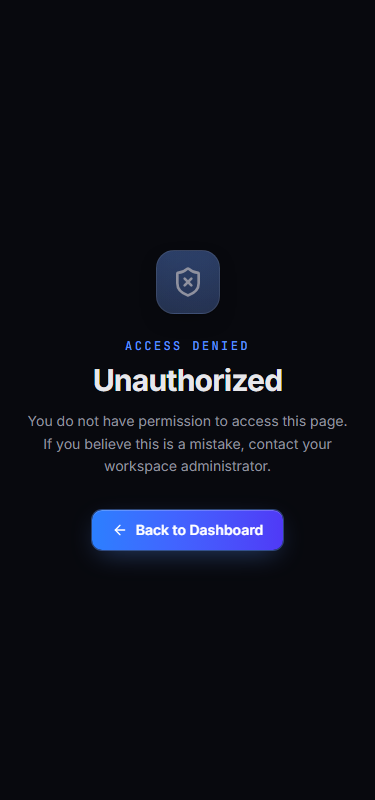 ACCESS DENIED
Unauthorized
You do not have permission to access this page.
If you believe this is a mistake, contact your
workspace administrator.
Back to Dashboard